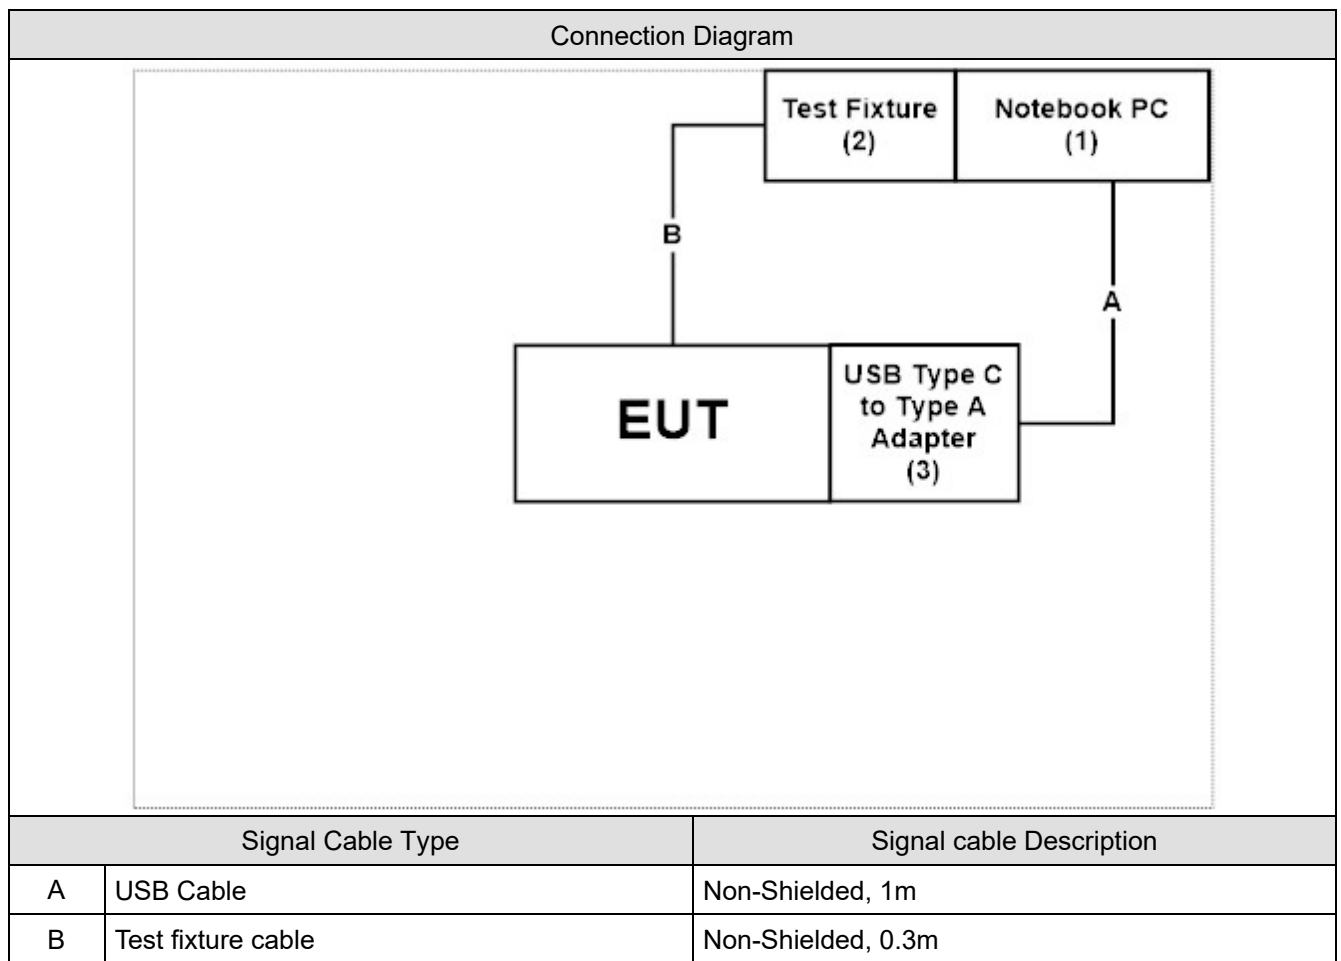 Connection Diagram
Test Fixture
(2)
Notebook PC
(1)
B
A
EUT
USB Type C
to Type A
Adapter
(3)
Signal Cable Type
Signal cable Description
A
USB Cable
Non-Shielded, 1m
B
Test fixture cable
Non-Shielded, 0.3m